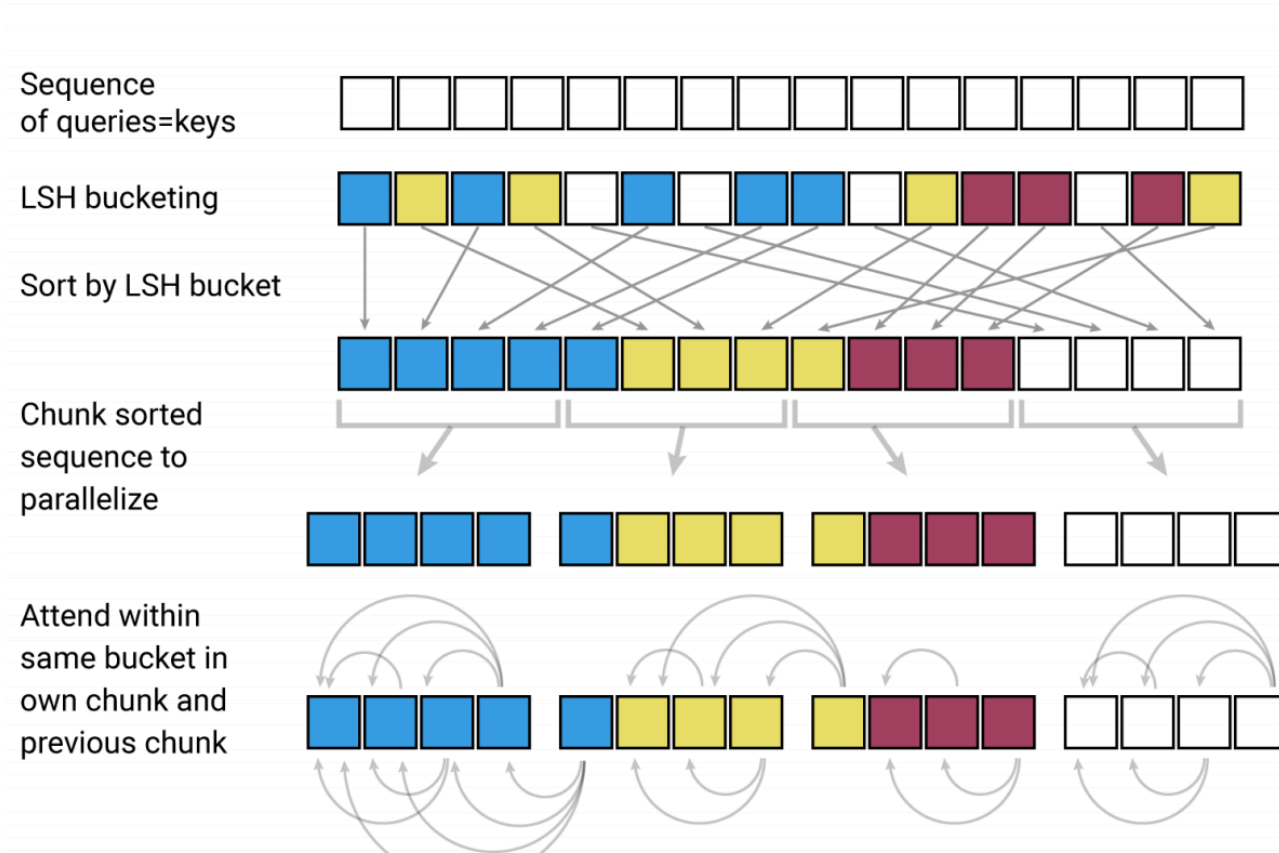 Sequence
of queries=keys
LSH bucketing
Sort by LSH bucket
Chunk sorted
sequence to
parallelize
Attend within
same bucket in
own chunk and
previous chunk